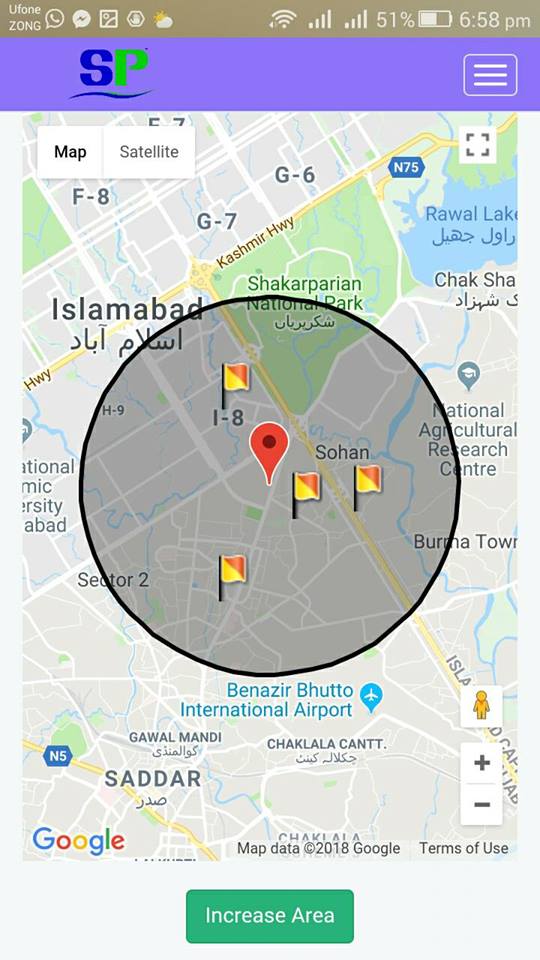 Ufone
ZONG
51%
6:58 pm
SP
Map
Satellite
F-7
F-8
G-6
G-7
N75
Kashmir Hwy
Rawal Lake
راول جھیل
Shakarparian
National Park
شکرپریاں
Chak Sha
ک شہزاد
Islamabad
اسلام آباد
Hwy
H-9
I-8
Sohan
National
Agricultural
Research
Centre
ational
mic
ersity
abad
Burma Town
Sector 2
Benazir Bhutto
International Airport
ISLA
GAWAL MANDI
گوالمنڈی
CHAKLALA CANTT.
چکلالہ کینٹ
N5
SADDAR
صدر
CHAKLALA
Google
Map data ©2018 Google
Terms of Use
Increase Area